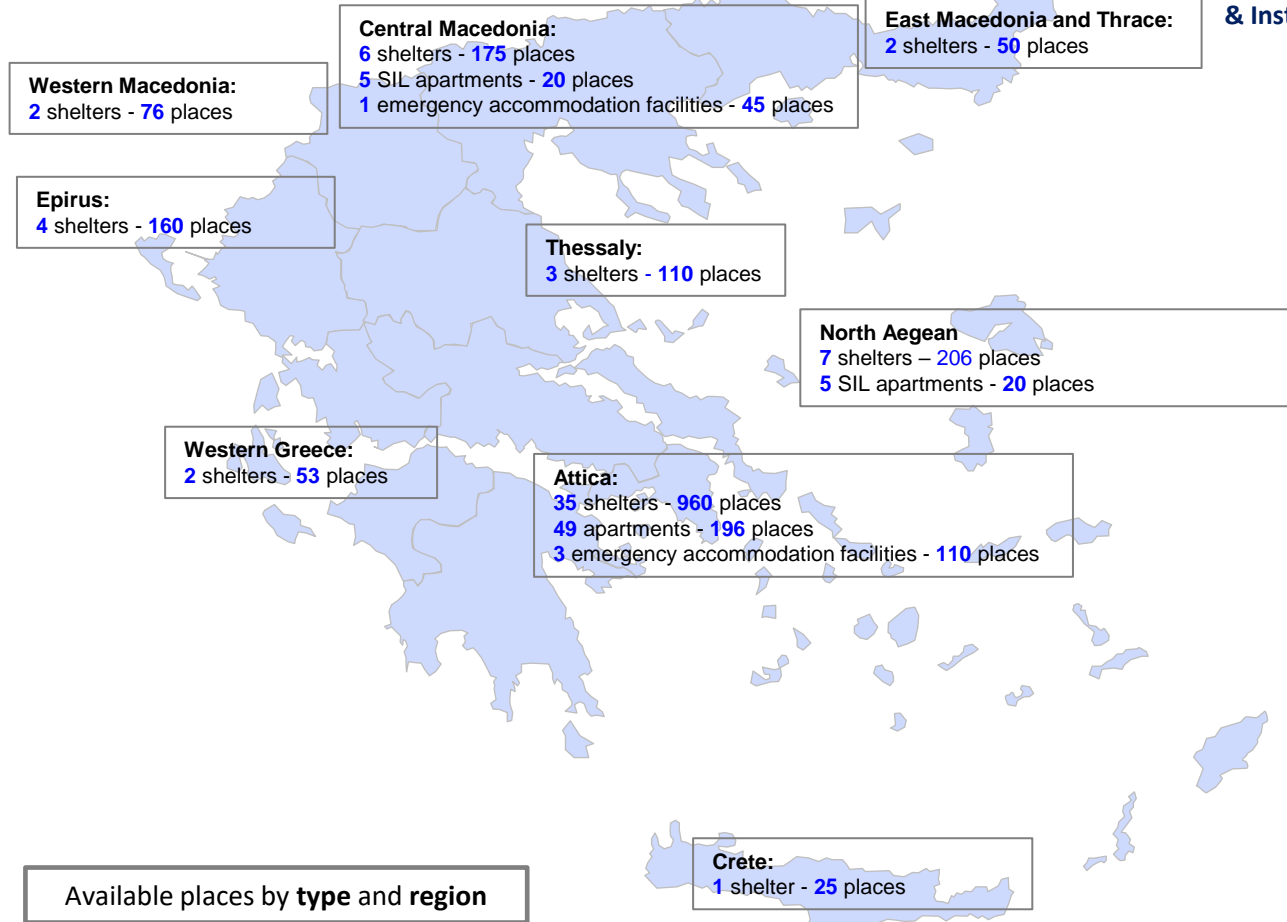 & Inst
East Macedonia and Thrace:
2 shelters - 50 places
Central Macedonia:
6 shelters - 175 places
5 SIL apartments - 20 places
1 emergency accommodation facilities - 45 places
Western Macedonia:
2 shelters - 76 places
Epirus:
4 shelters - 160 places
Thessaly:
3 shelters - 110 places
North Aegean
7 shelters – 206 places
5 SIL apartments - 20 places
Western Greece:
2 shelters - 53 places
Attica:
35 shelters - 960 places
49 apartments - 196 places
3 emergency accommodation facilities - 110 places
Crete:
1 shelter - 25 places
Available places by type and region